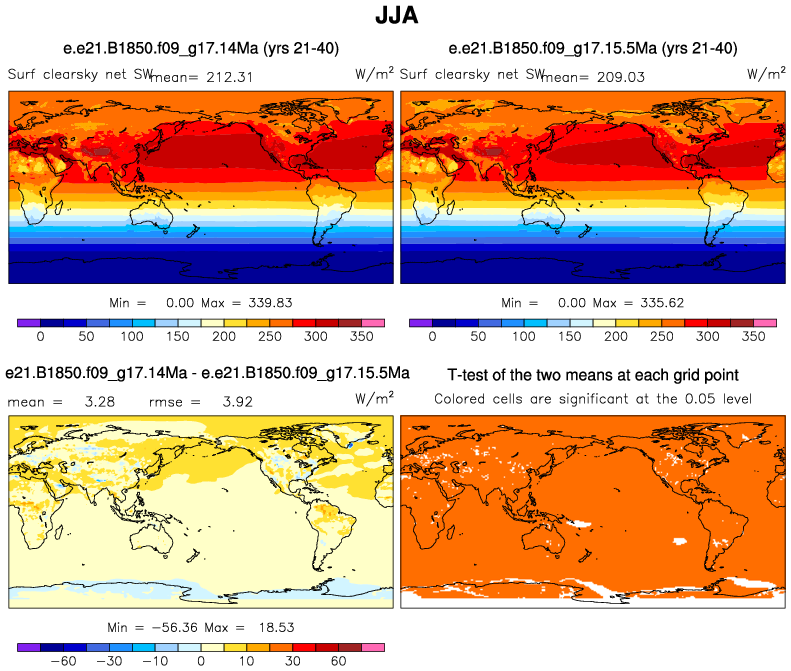 JJA
e.e21.B1850.f09_g17.14Ma (yrs 21-40)
Surf clearsky net SW mean= 212.31 W/m²
Min = 0.00 Max = 339.83
0 50 100 150 200 250 300 350
e.e21.B1850.f09_g17.15.5Ma (yrs 21-40)
Surf clearsky net SW mean= 209.03 W/m²
Min = 0.00 Max = 335.62
0 50 100 150 200 250 300 350
e21.B1850.f09_g17.14Ma - e.e21.B1850.f09_g17.15.5Ma
mean = 3.28 rmse = 3.92 W/m²
Min = -56.36 Max = 18.53
-60 -30 -10 0 10 30 60
T-test of the two means at each grid point
Colored cells are significant at the 0.05 level